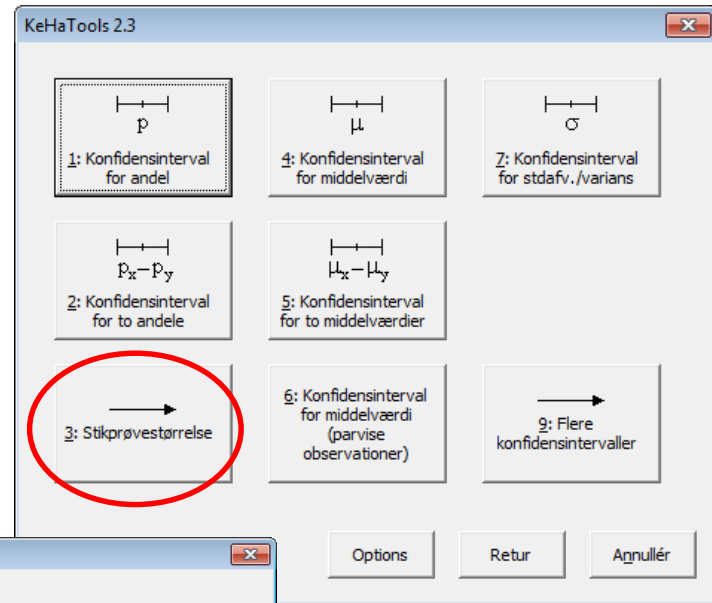 KeHaTools 2.3
p
1: Konfidensinterval
for andel
μ
4: Konfidensinterval
for middelværdi
σ
7: Konfidensinterval
for stdafv./varians
px-py
2: Konfidensinterval
for to andele
μx-μy
5: Konfidensinterval
for to middelværdier
3: Stikprøvestørrelse
6: Konfidensinterval
for middelværdi
(parvise
observationer)
9: Flere
konfidensintervaller
Options
Retur
Annullér